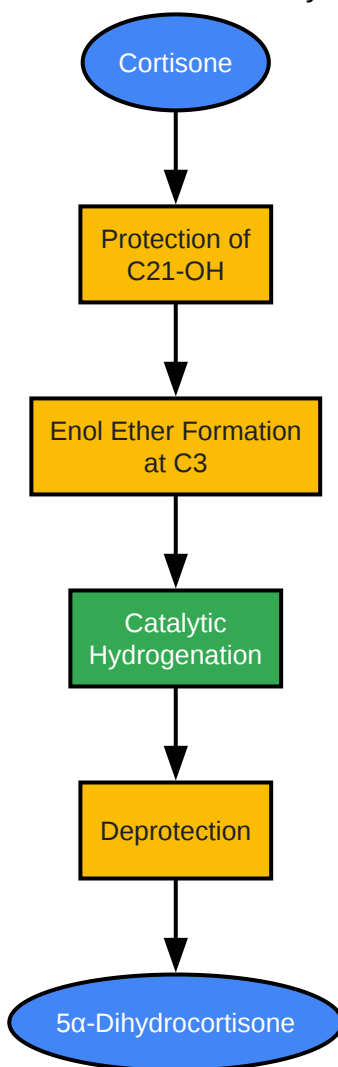 Cortisone
Protection of
C21-OH
Enol Ether Formation
at C3
Catalytic
Hydrogenation
Deprotection
5α-Dihydrocortisone